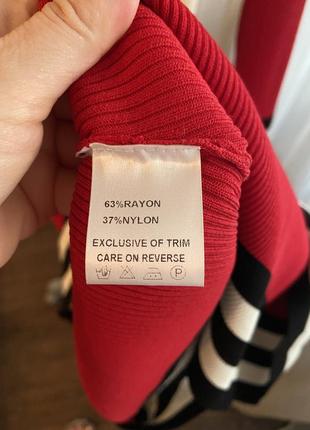 63%RAYON
37%NYLON
EXCLUSIVE OF TRIM
CARE ON REVERSE
P